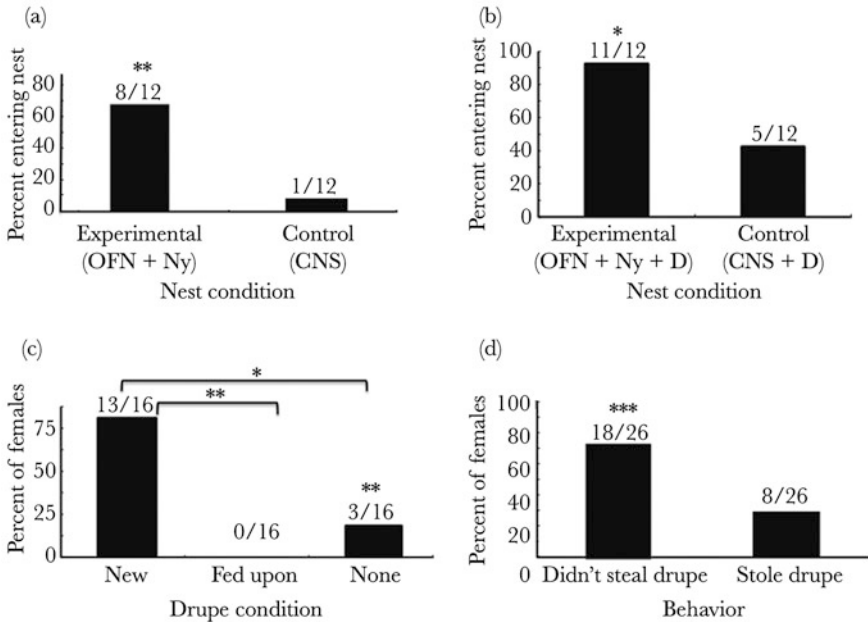 (a)
Percent entering nest
80
60
40
20
0
**
8/12
1/12
Experimental
(OFN + Ny)
Control
(CNS)
Nest condition
(b)
Percent entering nest
100
80
60
40
20
0
*
11/12
5/12
Experimental
(OFN + Ny + D)
Control
(CNS + D)
Nest condition
(c)
Percent of females
75
50
25
0
*
**
13/16
0/16
**
3/16
New
Fed upon
None
Drupe condition
(d)
Percent of females
100
80
60
40
20
0
***
18/26
8/26
Didn't steal drupe
Stole drupe
Behavior